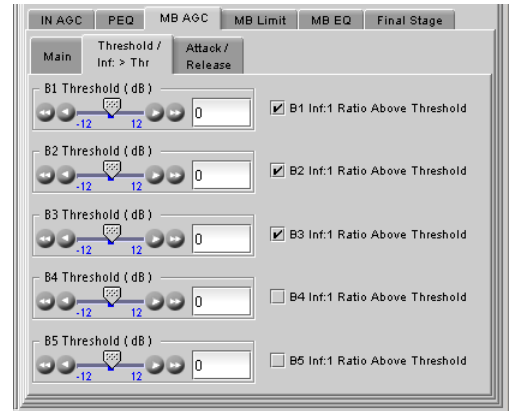 IN AGC PEQ MB AGC MB Limit MB EQ Final Stage
Main Threshold / Inf: > Thr Attack / Release
B1 Threshold ( dB )
-12 12 0 B1 Inf:1 Ratio Above Threshold
B2 Threshold ( dB )
-12 12 0 B2 Inf:1 Ratio Above Threshold
B3 Threshold ( dB )
-12 12 0 B3 Inf:1 Ratio Above Threshold
B4 Threshold ( dB )
-12 12 0 B4 Inf:1 Ratio Above Threshold
B5 Threshold ( dB )
-12 12 0 B5 Inf:1 Ratio Above Threshold